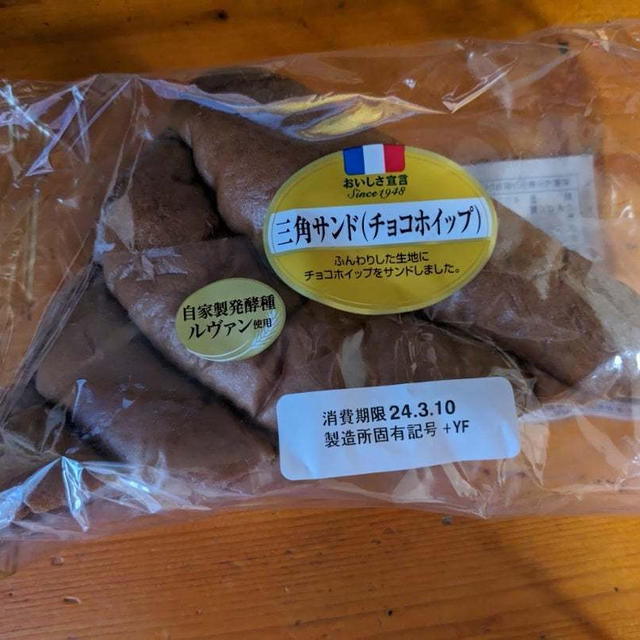 おいしさ宣言
Since1948
三角サンド(チョコホイップ)
ふんわりした生地に
チョコホイップをサンドしました。
自家製発酵種
ルヴァン使用
消費期限 24.3.10
製造所固有記号 +YF